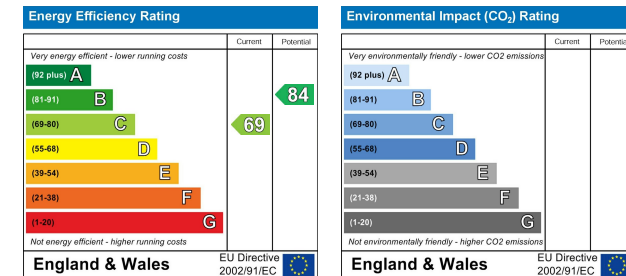 Energy Efficiency Rating
Current Potential
Very energy efficient - lower running costs
(92 plus) A
(81-91) B
84
(69-80) C
69
(55-68) D
(39-54) E
(21-38) F
(1-20) G
Not energy efficient - higher running costs
England & Wales
EU Directive
2002/91/EC
Environmental Impact (CO₂) Rating
Current Potential
Very environmentally friendly - lower CO2 emissions
(92 plus) A
(81-91) B
(69-80) C
(55-68) D
(39-54) E
(21-38) F
(1-20) G
Not environmentally friendly - higher CO2 emissions
England & Wales
EU Directive
2002/91/EC